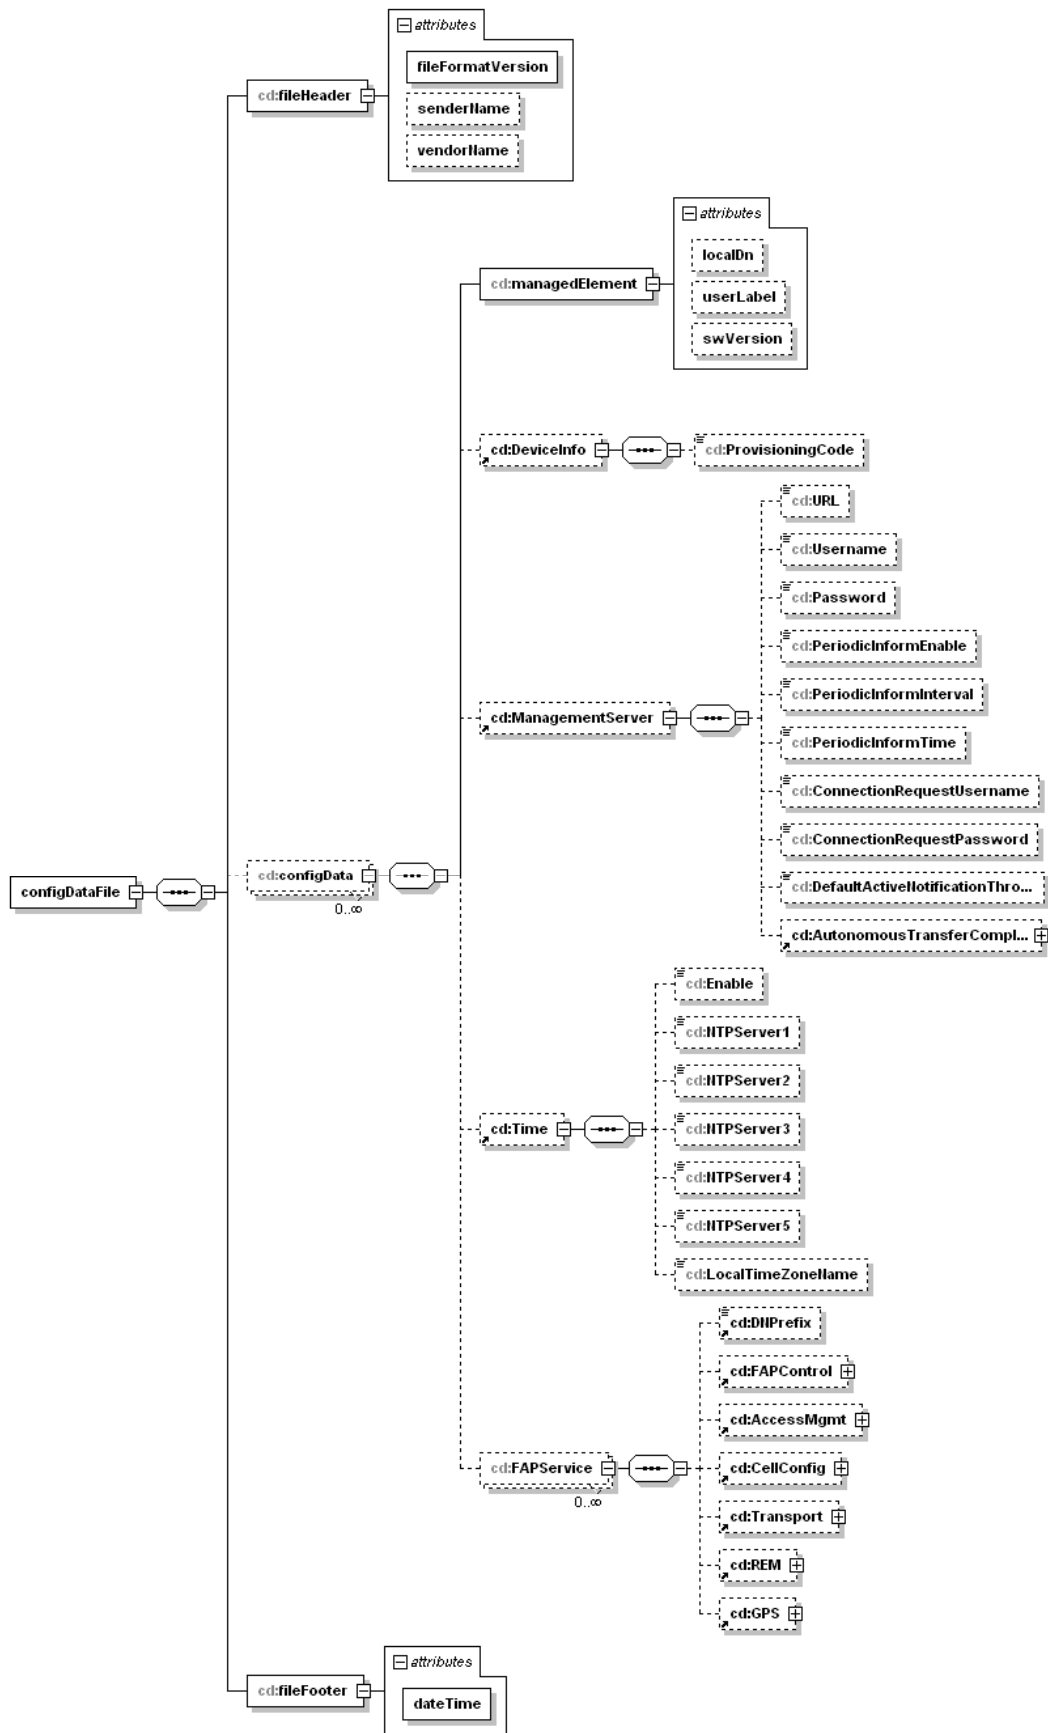 attributes
fileFormatVersion
cd:fileHeader
senderName
vendorName
attributes
localDn
cd:managedElement
userLabel
swVersion
cd:DeviceInfo
cd:ProvisioningCode
cd:URL
cd:Username
cd:Password
cd:PeriodicInformEnable
cd:PeriodicInformInterval
cd:ManagementServer
cd:PeriodicInformTime
cd:ConnectionRequestUsername
cd:ConnectionRequestPassword
configDataFile
cd:configData
0..∞
cd:DefaultActiveNotificationThro...
cd:AutonomousTransferCompl...
cd:Enable
cd:NTPServer1
cd:NTPServer2
cd:Time
cd:NTPServer3
cd:NTPServer4
cd:NTPServer5
cd:LocalTimeZoneName
cd:DNPrefix
cd:FAPControl
cd:AccessMgmt
cd:FAPService
0..∞
cd:CellConfig
cd:Transport
cd:REM
cd:GPS
attributes
cd:fileFooter
dateTime